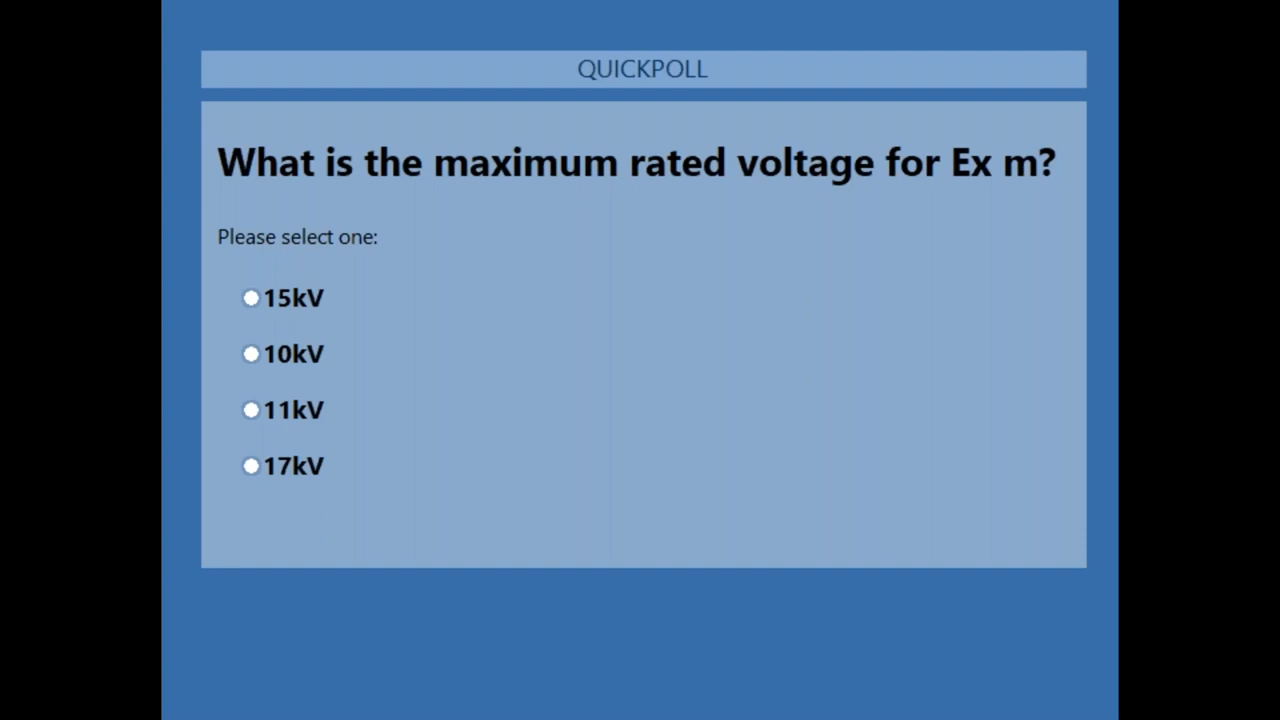 QUICKPOLL
What is the maximum rated voltage for Ex m?
Please select one:
15kV
10kV
11kV
17kV